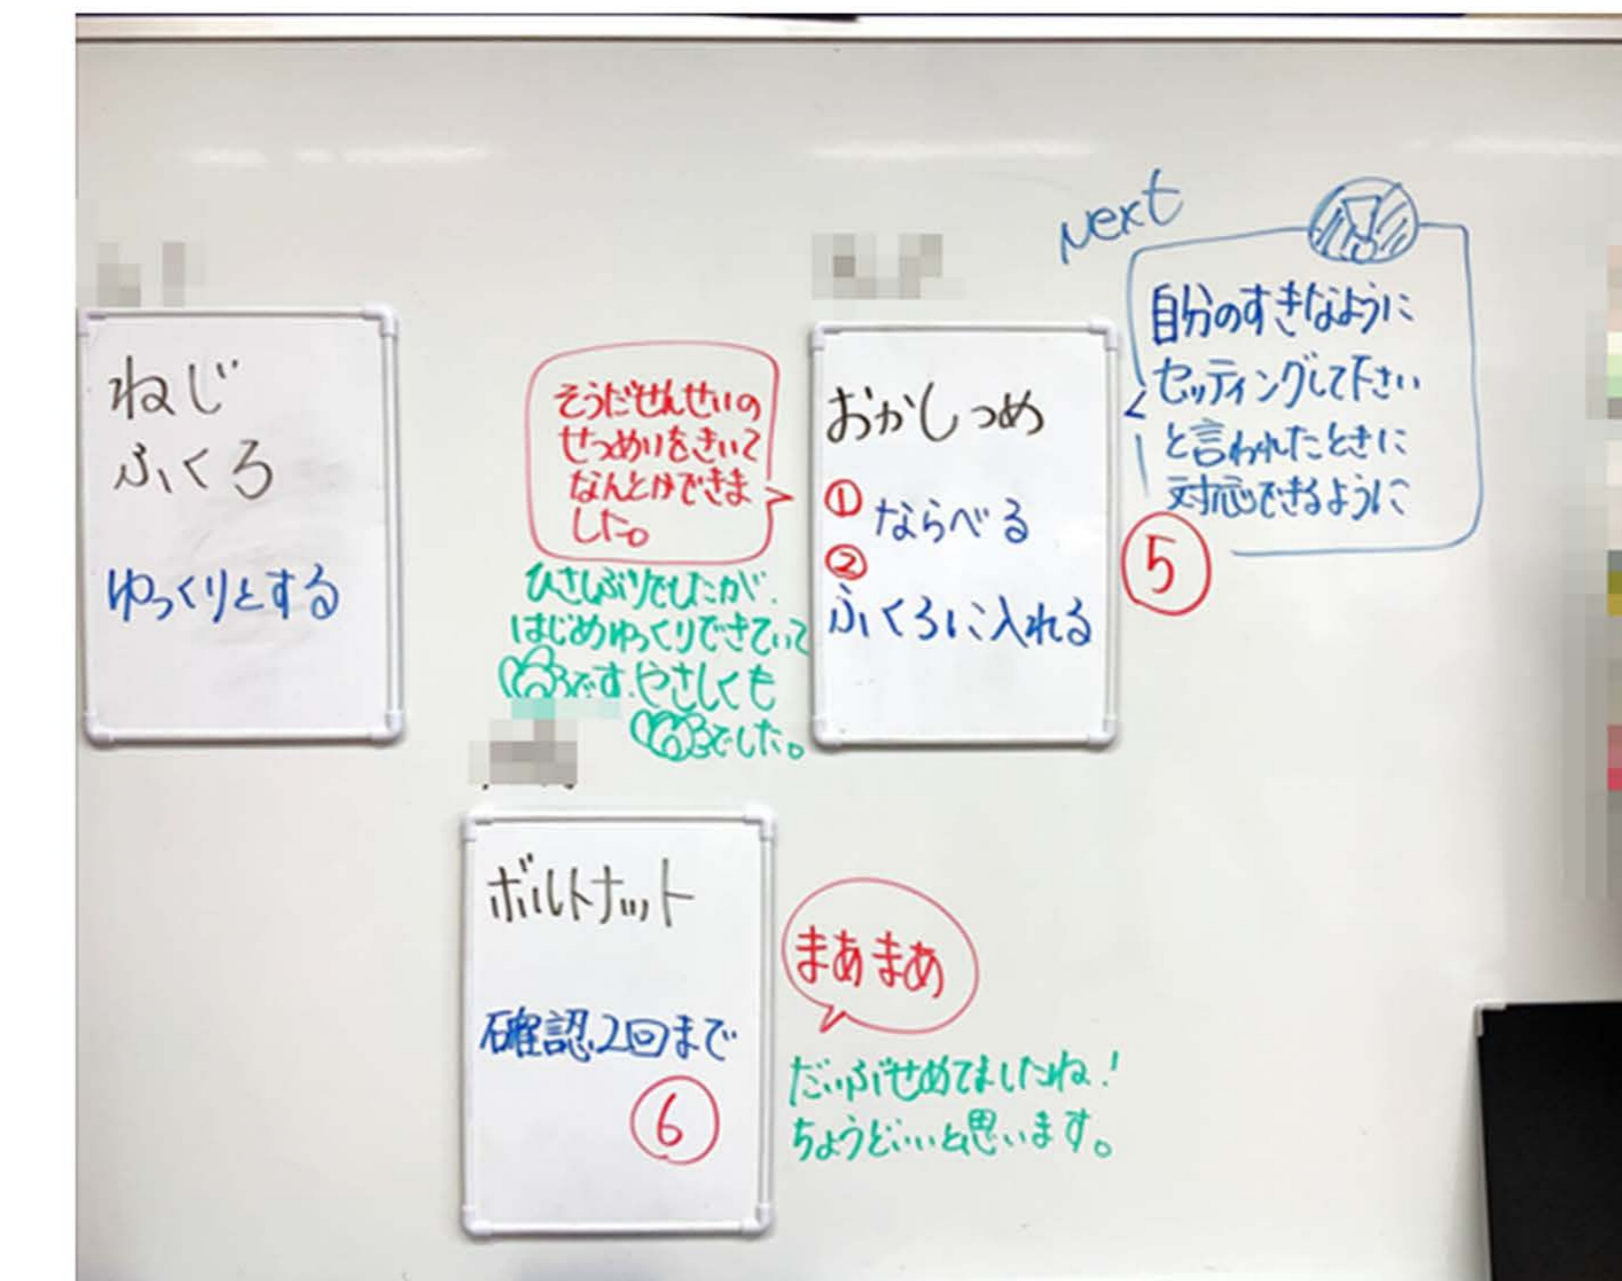 ねじ
ふくろ
ゆっくりとする
そうだせんせいの
せつめいをきいて
なんとかできま
した。
ひさしぶりでしたが、
はじめゆっくりできていて
です。やさしくも
でした。
おかしつめ
① ならべる
②
ふくろに入れる
⑤
Next
自分のすきなように
セッティングして下さい
と言われたときに
対応できるように
ボルトナット
確認2回まで
⑥
まあまあ
だいぶせめてましたね!
ちょうどいいと思います。